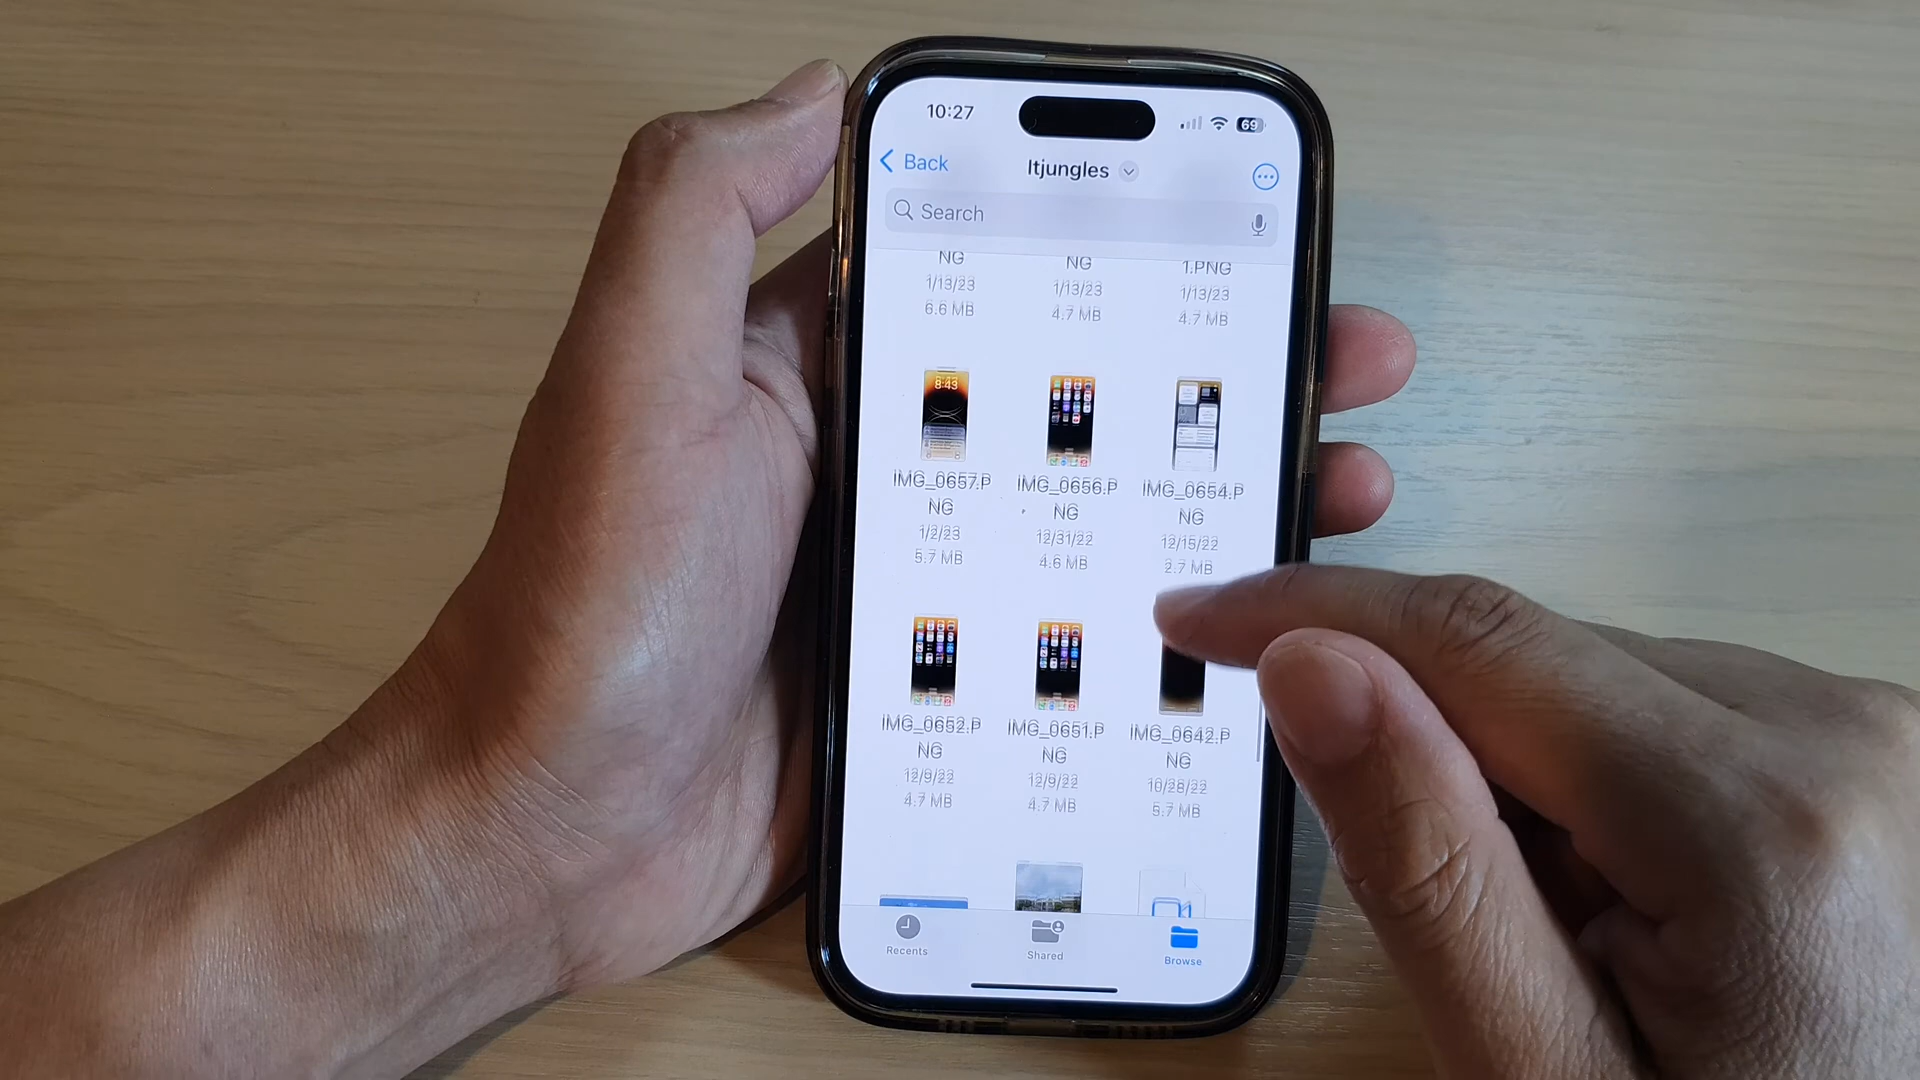 10:27
69
Back
Itjungles
Search
NG
NG
1.PNG
1/13/23
1/13/23
1/13/23
6.6 MB
4.7 MB
4.7 MB
8:43
IMG_0657.P
NG
1/2/23
5.7 MB
IMG_0656.P
NG
12/31/22
4.6 MB
IMG_0654.P
NG
12/15/22
2.7 MB
IMG_0652.P
NG
12/9/22
4.7 MB
IMG_0651.P
NG
12/9/22
4.7 MB
IMG_0642.P
NG
10/28/22
5.7 MB
Recents
Shared
Browse